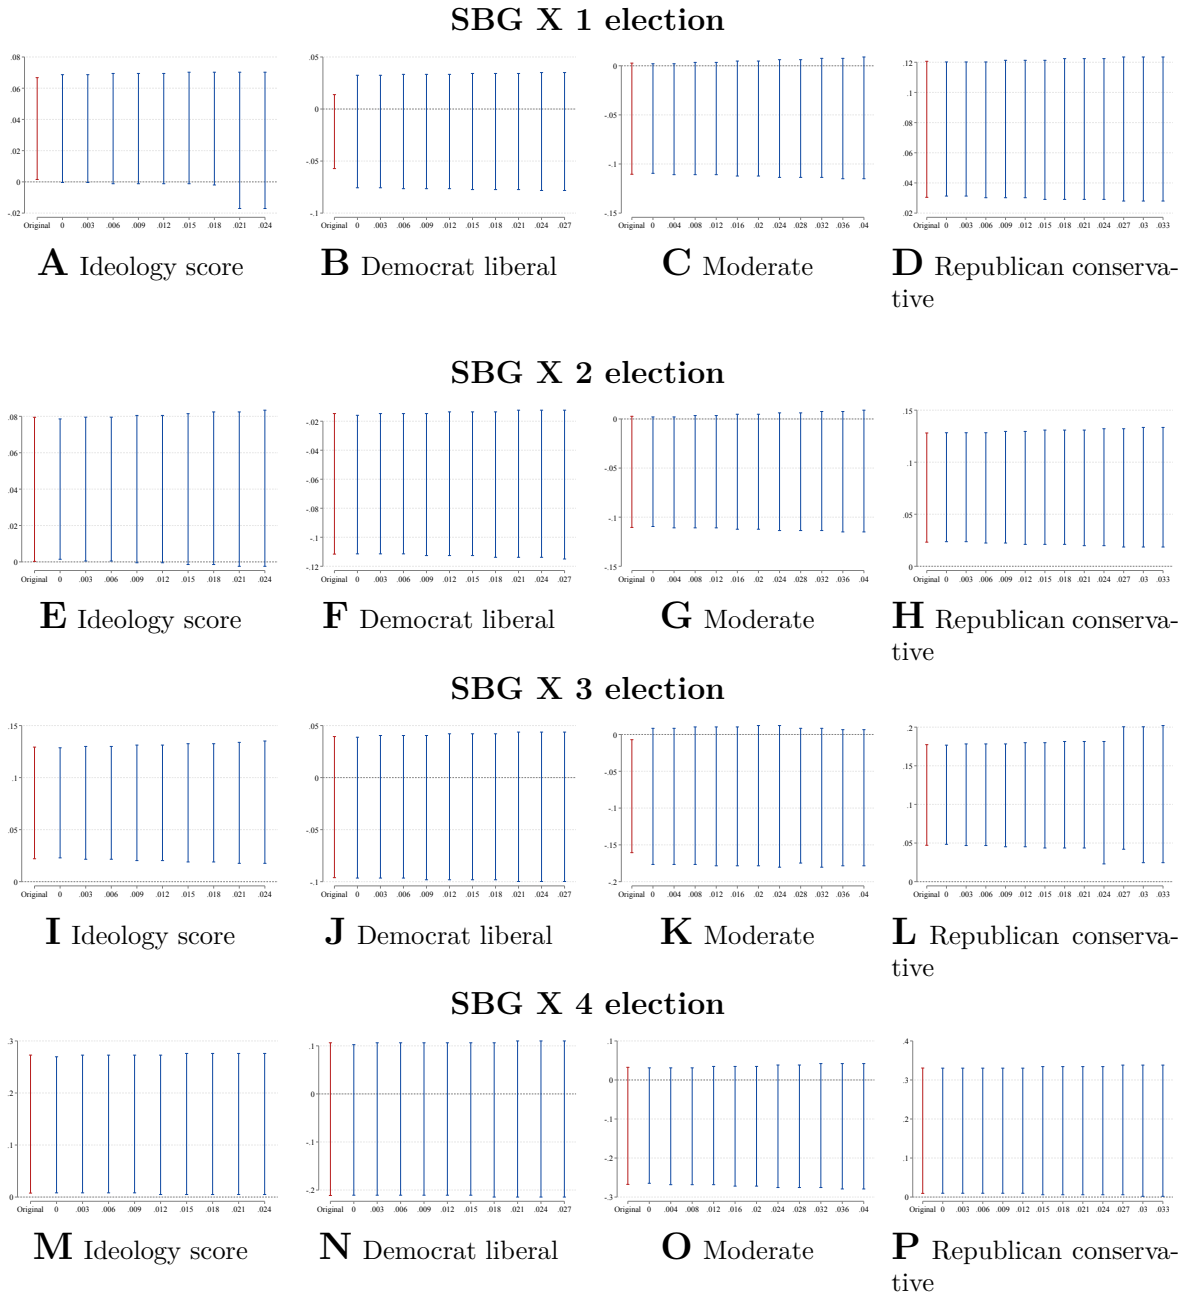 SBG X 1 election
.08 .06 .04 .02 0 -.02
Original 0 .003 .006 .009 .012 .015 .018 .021 .024
A Ideology score
.05 0 -.05 -.1
Original 0 .003 .006 .009 .012 .015 .018 .021 .024 .027
B Democrat liberal
0 -.05 -.1 -.15
Original 0 .004 .008 .012 .016 .02 .024 .028 .032 .036 .04
C Moderate
.12 .1 .08 .06 .04 .02
Original 0 .003 .006 .009 .012 .015 .018 .021 .024 .027 .03 .033
D Republican conserva-
tive
SBG X 2 election
.08 .06 .04 .02 0
Original 0 .003 .006 .009 .012 .015 .018 .021 .024
E Ideology score
-.02 -.04 -.06 -.08 -.1 -.12
Original 0 .003 .006 .009 .012 .015 .018 .021 .024 .027
F Democrat liberal
0 -.05 -.1 -.15
Original 0 .004 .008 .012 .016 .02 .024 .028 .032 .036 .04
G Moderate
.15 .1 .05 0
Original 0 .003 .006 .009 .012 .015 .018 .021 .024 .027 .03 .033
H Republican conserva-
tive
SBG X 3 election
.15 .1 .05 0
Original 0 .003 .006 .009 .012 .015 .018 .021 .024
I Ideology score
.05 0 -.05 -.1
Original 0 .003 .006 .009 .012 .015 .018 .021 .024 .027
J Democrat liberal
0 -.05 -.1 -.15 -.2
Original 0 .004 .008 .012 .016 .02 .024 .028 .032 .036 .04
K Moderate
.2 .15 .1 .05 0
Original 0 .003 .006 .009 .012 .015 .018 .021 .024 .027 .03 .033
L Republican conserva-
tive
SBG X 4 election
.3 .2 .1 0
Original 0 .003 .006 .009 .012 .015 .018 .021 .024
M Ideology score
.1 0 -.1 -.2
Original 0 .003 .006 .009 .012 .015 .018 .021 .024 .027
N Democrat liberal
.1 0 -.1 -.2 -.3
Original 0 .004 .008 .012 .016 .02 .024 .028 .032 .036 .04
O Moderate
.4 .3 .2 .1 0
Original 0 .003 .006 .009 .012 .015 .018 .021 .024 .027 .03 .033
P Republican conserva-
tive